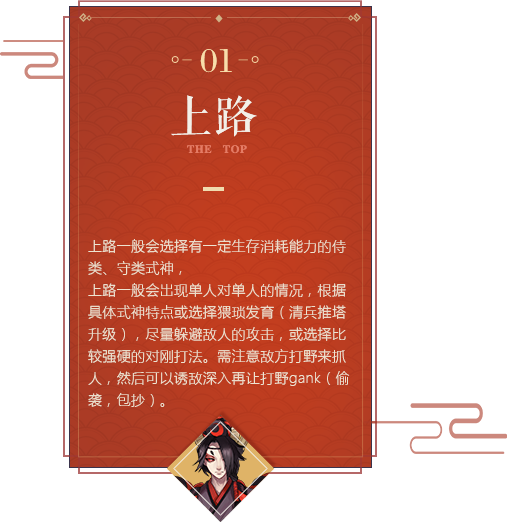 01
上路
THE TOP
上路一般会选择有一定生存消耗能力的侍
类、守类式神，
上路一般会出现单人对单人的情况，根据
具体式神特点或选择猥琐发育（清兵推塔
升级），尽量躲避敌人的攻击，或选择比
较强硬的对刚打法。需注意敌方打野来抓
人，然后可以诱敌深入再让打野gank（偷
袭，包抄）。